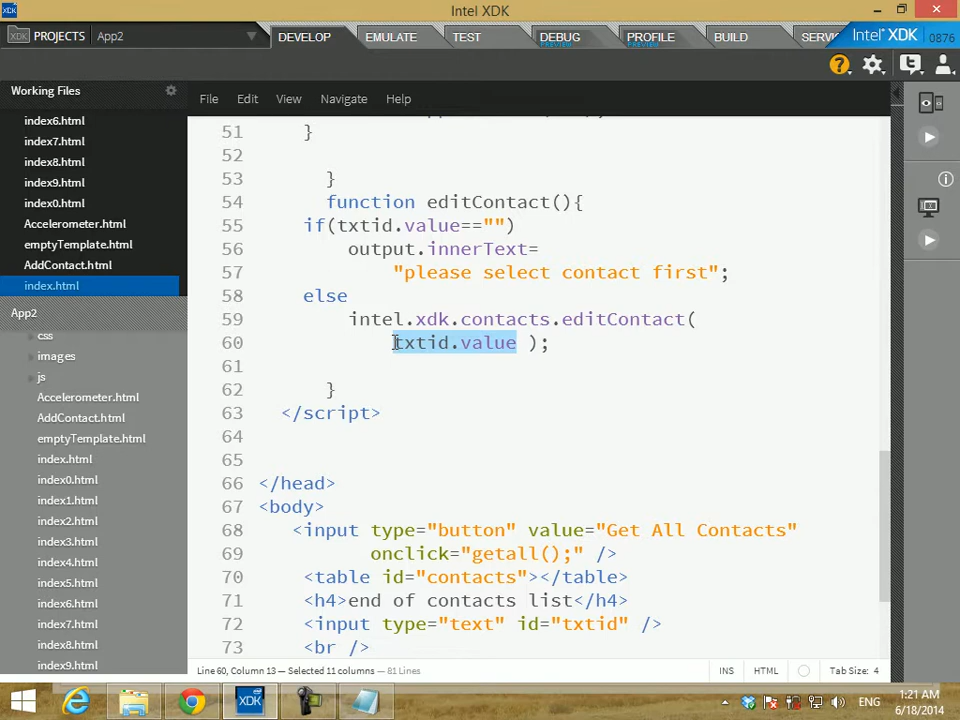 Intel XDK
PROJECTS App2 DEVELOP EMULATE TEST DEBUG PREVIEW PROFILE PREVIEW BUILD Intel® XDK 0876
Working Files
File Edit View Navigate Help
index6.html
index7.html
index8.html
index9.html
index0.html
Accelerometer.html
emptyTemplate.html
AddContact.html
index.html
App2
css
images
js
Accelerometer.html
AddContact.html
emptyTemplate.html
index.html
index0.html
index1.html
index2.html
index3.html
index4.html
index5.html
index6.html
index7.html
index8.html
index9.html
51 }
52
53 }
54 function editContact(){
55 if(txtid.value=="")
56 output.innerText=
57 "please select contact first";
58 else
59 intel.xdk.contacts.editContact(
60 txtid.value );
61
62 }
63 </script>
64
65
66 </head>
67 <body>
68 <input type="button" value="Get All Contacts"
69 onclick="getall();" />
70 <table id="contacts"></table>
71 <h4>end of contacts list</h4>
72 <input type="text" id="txtid" />
73 <br />
Line 60, Column 13 — Selected 11 columns — 81 Lines INS HTML Tab Size: 4
XDK ENG 1:21 AM
6/18/2014